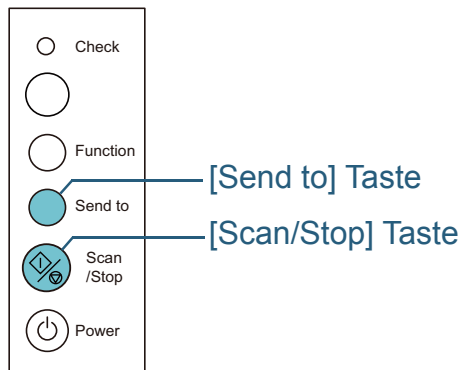 Check
Function
[Send to] Taste
Send to
[Scan/Stop] Taste
Scan
/Stop
Power